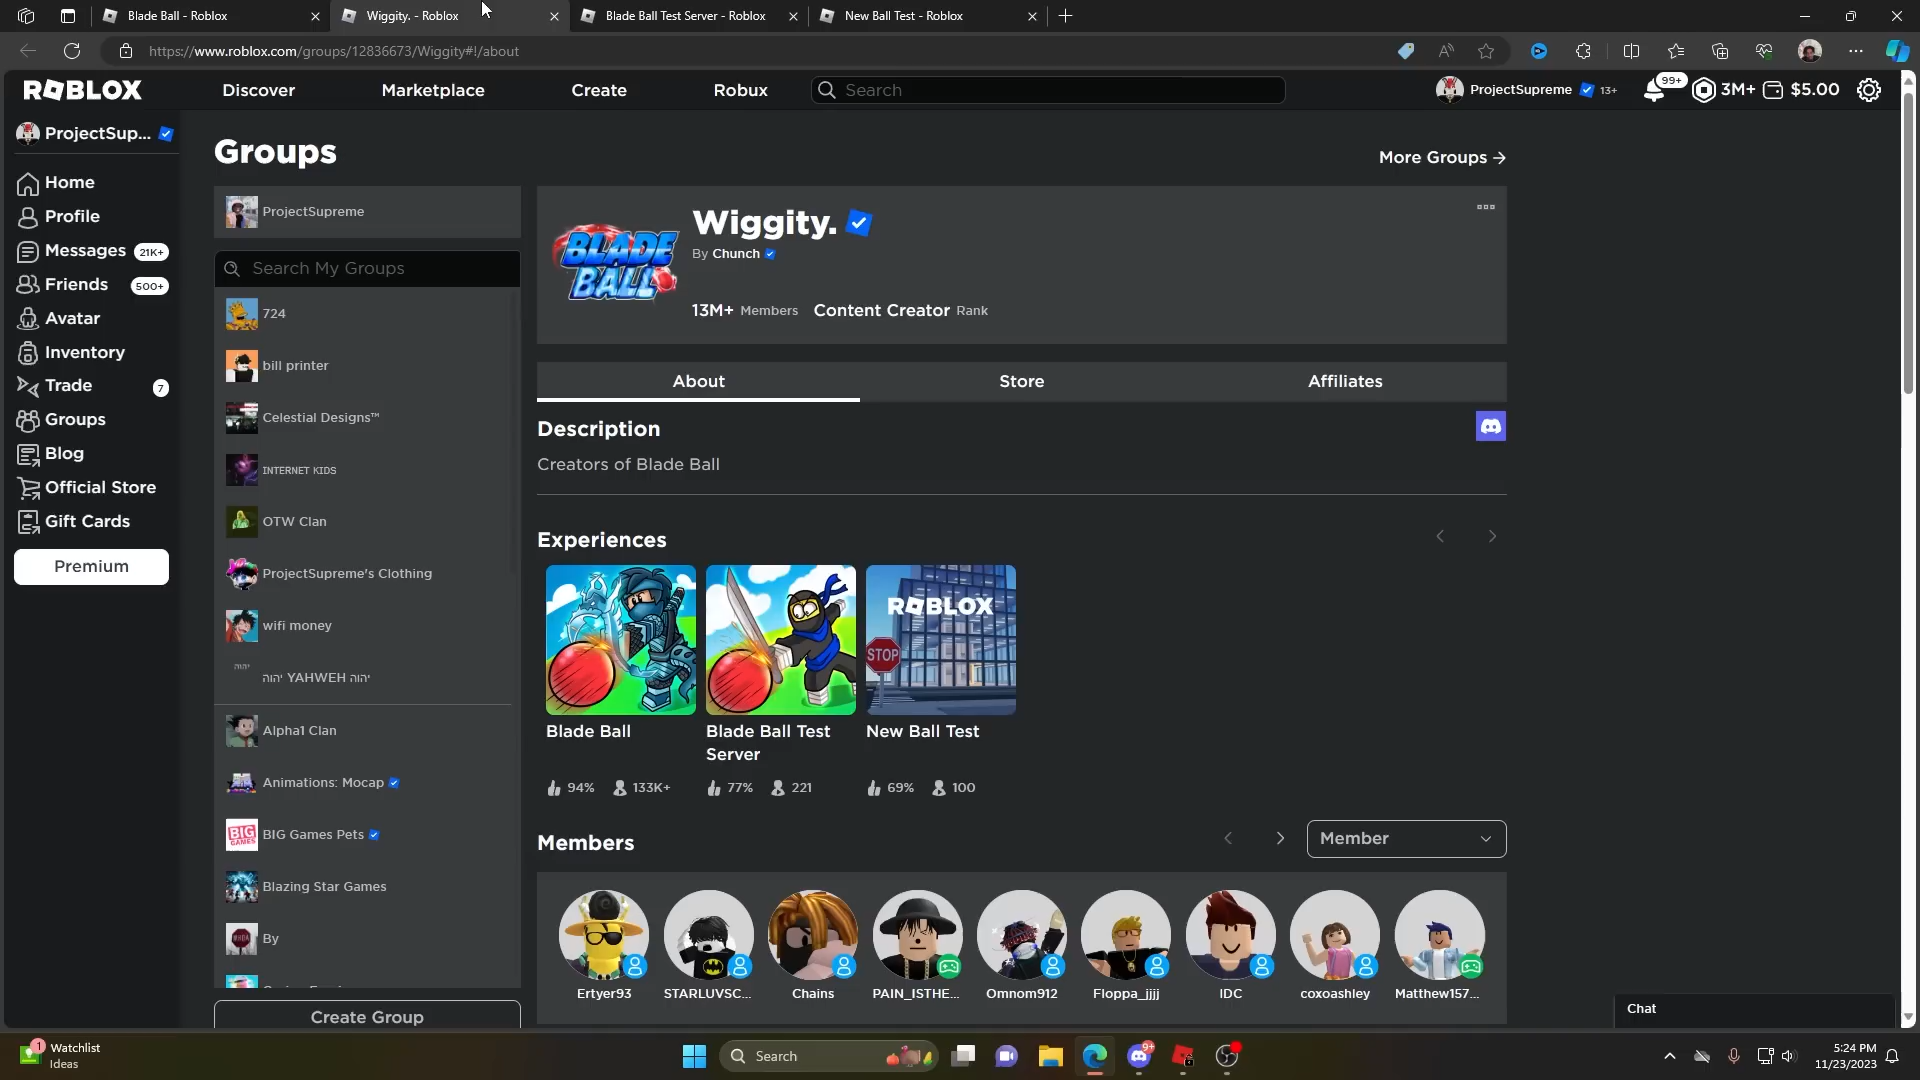 Blade Ball - Roblox
Wiggity. - Roblox
Blade Ball Test Server - Roblox
New Ball Test - Roblox
https://www.roblox.com/groups/12836673/Wiggity#!/about
ROBLOX
Discover
Marketplace
Create
Robux
Search
ProjectSupreme
13+
99+
3M+
$5.00
ProjectSup...
Home
Profile
Messages
21K+
Friends
500+
Avatar
Inventory
Trade
7
Groups
Blog
Official Store
Gift Cards
Premium
Groups
More Groups
ProjectSupreme
Search My Groups
724
bill printer
Celestial Designs™
INTERNET KIDS
OTW Clan
ProjectSupreme's Clothing
wifi money
יהוה
יהוה YAHWEH יהוה
Alpha1 Clan
Animations: Mocap
BIG GAMES
BIG Games Pets
Blazing Star Games
By
Create Group
BLADE BALL
Wiggity.
By Chunch
13M+ Members Content Creator Rank
About
Store
Affiliates
Description
Creators of Blade Ball
Experiences
ROBLOX
STOP
Blade Ball
94%
133K+
Blade Ball Test
Server
77%
221
New Ball Test
69%
100
Members
Member
Ertyer93
STARLUVSC...
Chains
PAIN_ISTHE...
Omnom912
Floppa_jjjj
IDC
coxoashley
Matthew157...
Chat
1
Watchlist
Ideas
Search
9+
5:24 PM
11/23/2023